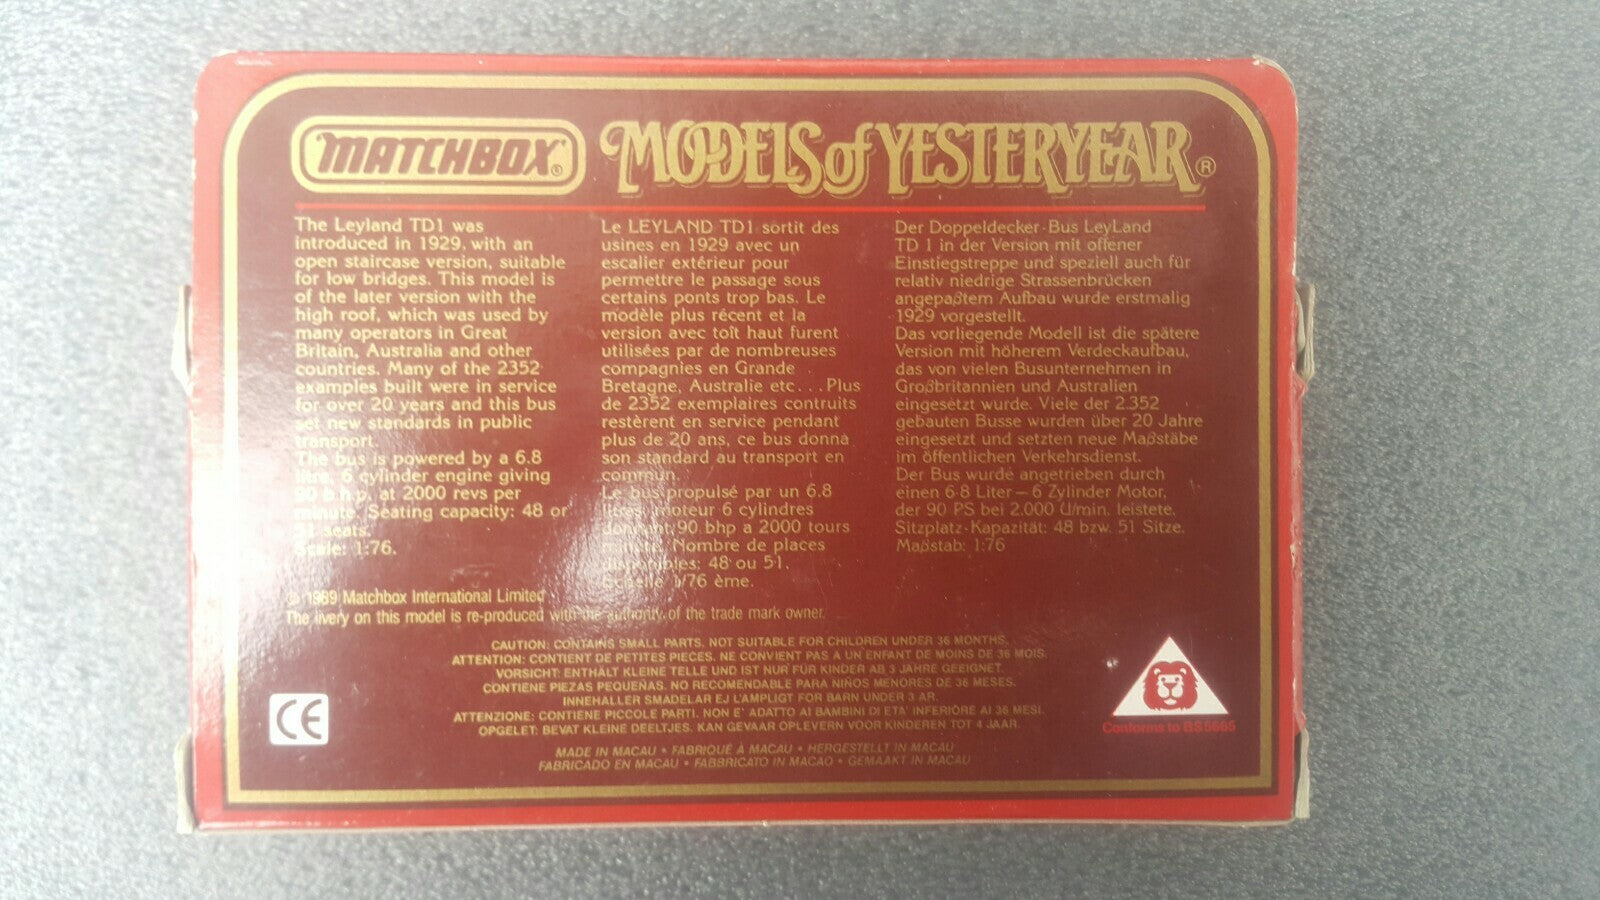 MATCHBOX® MODELS of YESTERYEAR®
The Leyland TD1 was
introduced in 1929, with an
open staircase version, suitable
for low bridges. This model is
of the later version with the
high roof, which was used by
many operators in Great
Britain, Australia and other
countries. Many of the 2352
examples built were in service
for over 20 years and this bus
set new standards in public
transport.
The bus is powered by a 6.8
litre, 6 cylinder engine giving
90 b.h.p. at 2000 revs per
minute. Seating capacity: 48 or
51 seats.
Scale: 1:76.
Le LEYLAND TD1 sortit des
usines en 1929 avec un
escalier extérieur pour
permettre le passage sous
certains ponts trop bas. Le
modèle plus récent et la
version avec toît haut furent
utilisées par de nombreuses
compagnies en Grande
Bretagne, Australie etc...Plus
de 2352 exemplaires contruits
restèrent en service pendant
plus de 20 ans, ce bus donna
son standard au transport en
commun.
Le bus propulsé par un 6.8
litres, moteur 6 cylindres
donnant 90 bhp a 2000 tours
minute. Nombre de places
disponibles: 48 ou 51.
Echelle 1/76 ème.
Der Doppeldecker-Bus LeyLand
TD 1 in der Version mit offener
Einstiegstreppe und speziell auch für
relativ niedrige Strassenbrücken
angepaßtem Aufbau wurde erstmalig
1929 vorgestellt.
Das vorliegende Modell ist die spätere
Version mit höherem Verdeckaufbau,
das von vielen Busunternehmen in
Großbritannien und Australien
eingesetzt wurde. Viele der 2.352
gebauten Busse wurden über 20 Jahre
eingesetzt und setzten neue Maßstäbe
im öffentlichen Verkehrsdienst.
Der Bus wurde angetrieben durch
einen 6·8 Liter – 6 Zylinder Motor,
der 90 PS bei 2.000 U/min. leistete.
Sitzplatz-Kapazität: 48 bzw. 51 Sitze.
Maßstab: 1:76
© 1989 Matchbox International Limited
The livery on this model is re-produced with the authority of the trade mark owner.
CAUTION: CONTAINS SMALL PARTS. NOT SUITABLE FOR CHILDREN UNDER 36 MONTHS.
ATTENTION: CONTIENT DE PETITES PIECES. NE CONVIENT PAS A UN ENFANT DE MOINS DE 36 MOIS.
VORSICHT: ENTHÄLT KLEINE TELLE UND IST NUR FÜR KINDER AB 3 JAHRE GEEIGNET.
CONTIENE PIEZAS PEQUEÑAS. NO RECOMENDABLE PARA NIÑOS MENORES DE 36 MESES.
INNEHALLER SMADELAR EJ LAMPLIGT FOR BARN UNDER 3 AR.
ATTENZIONE: CONTIENE PICCOLE PARTI. NON E' ADATTO AI BAMBINI DI ETA' INFERIORE AI 36 MESI.
OPGELET: BEVAT KLEINE DEELTJES. KAN GEVAAR OPLEVERN VOOR KINDEREN TOT 4 JAAR.
MADE IN MACAU • FABRIQUÉ À MACAU • HERGESTELLT IN MACAU
FABRICADO EN MACAU • FABBRICATO IN MACAO • GEMAAKT IN MACAU
CE
Conforms to BS5665